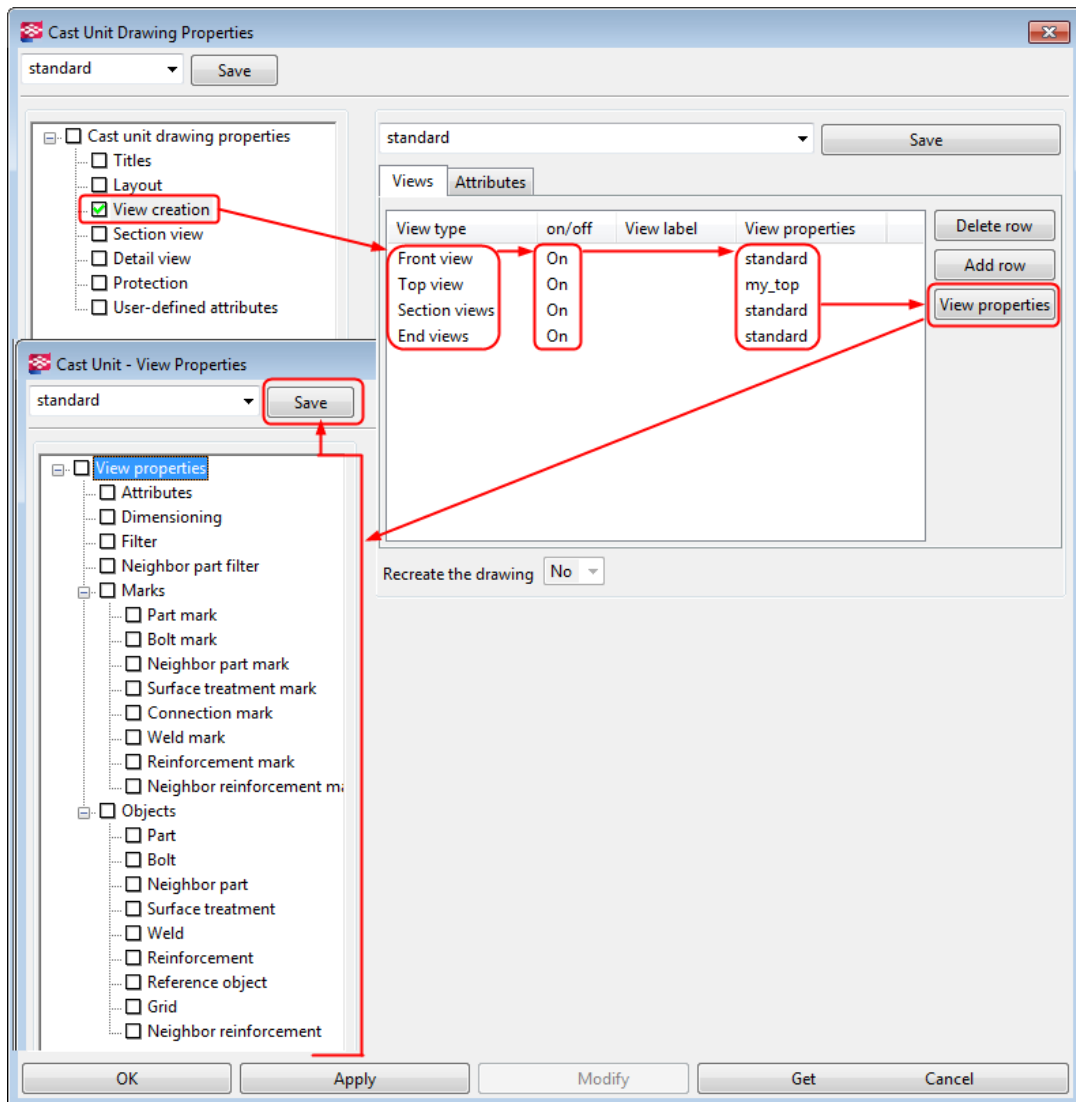 Cast Unit Drawing Properties
standard Save
Cast unit drawing properties
Titles
Layout
View creation
Section view
Detail view
Protection
User-defined attributes
standard Save
Views Attributes
View type on/off View label View properties
Front view On standard
Top view On my_top
Section views On standard
End views On standard
Delete row
Add row
View properties
Recreate the drawing No
Cast Unit - View Properties
standard Save
View properties
Attributes
Dimensioning
Filter
Neighbor part filter
Marks
Part mark
Bolt mark
Neighbor part mark
Surface treatment mark
Connection mark
Weld mark
Reinforcement mark
Neighbor reinforcement ma
Objects
Part
Bolt
Neighbor part
Surface treatment
Weld
Reinforcement
Reference object
Grid
Neighbor reinforcement
OK Apply Modify Get Cancel